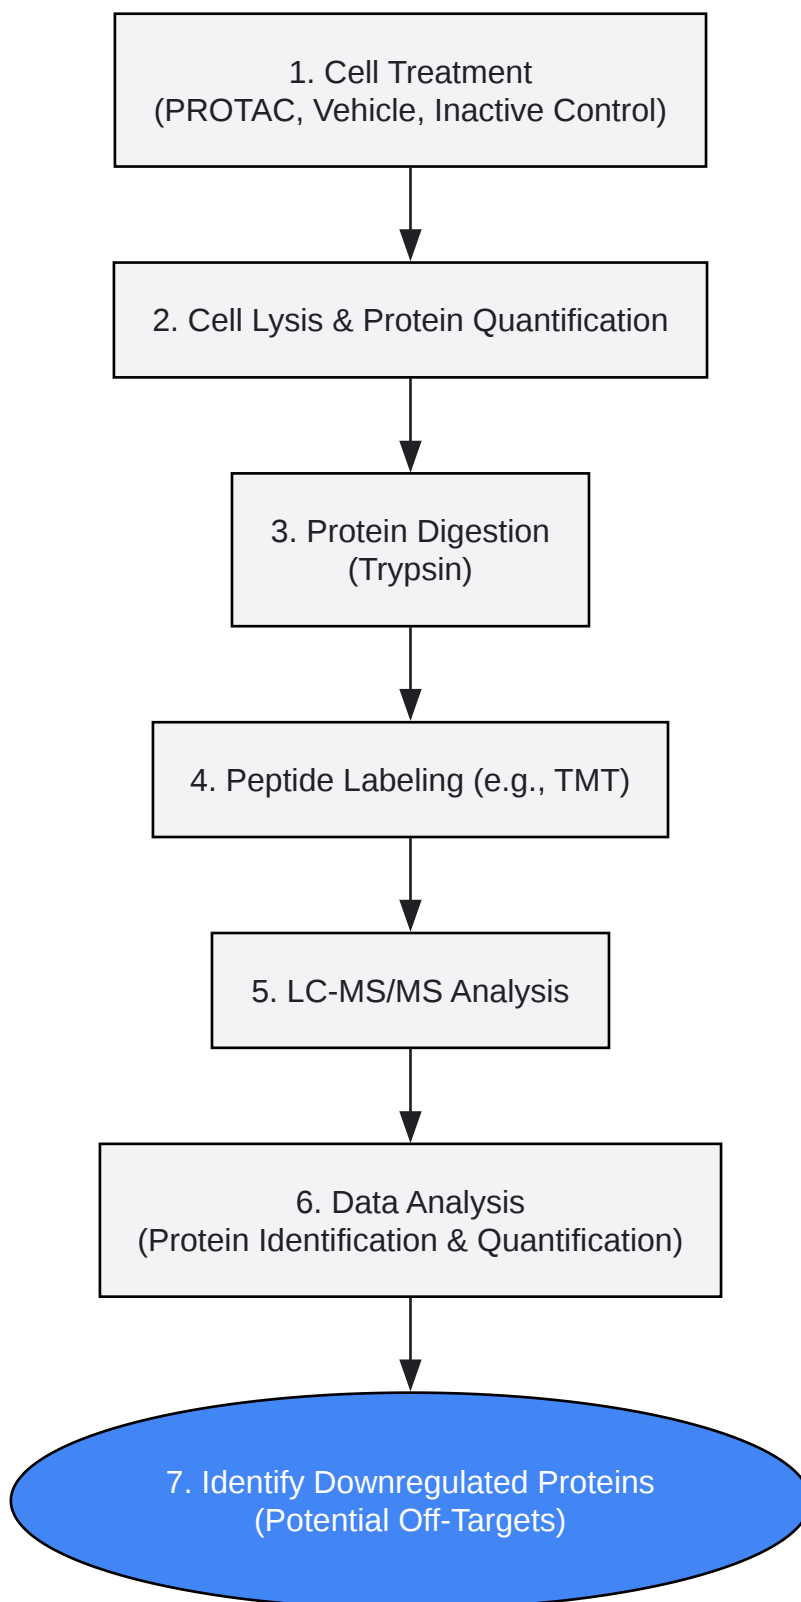 1. Cell Treatment
(PROTAC, Vehicle, Inactive Control)
2. Cell Lysis & Protein Quantification
3. Protein Digestion
(Trypsin)
4. Peptide Labeling (e.g., TMT)
5. LC-MS/MS Analysis
6. Data Analysis
(Protein Identification & Quantification)
7. Identify Downregulated Proteins
(Potential Off-Targets)